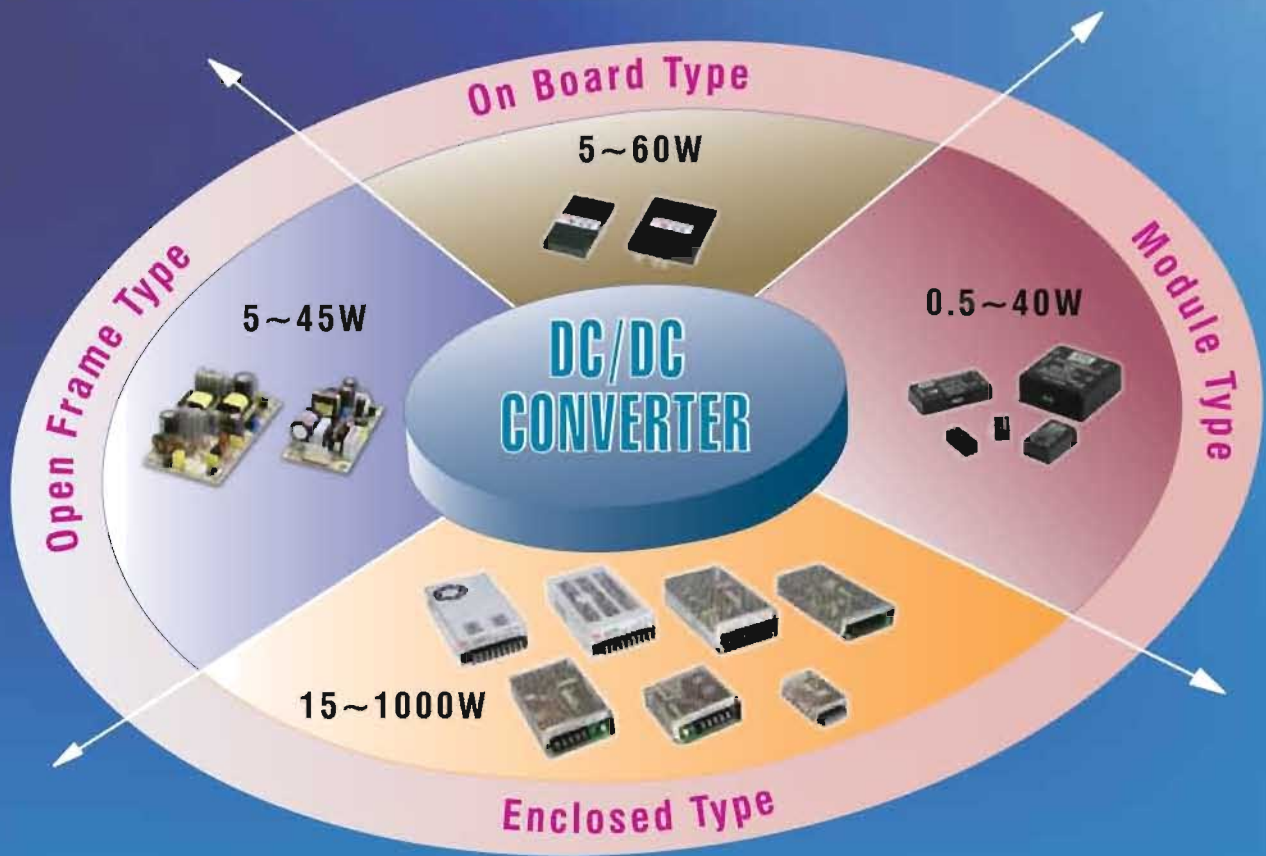 On Board Type
5~60W
Open Frame Type
5~45W
DC/DC
CONVERTER
0.5~40W
Module Type
15~1000W
Enclosed Type